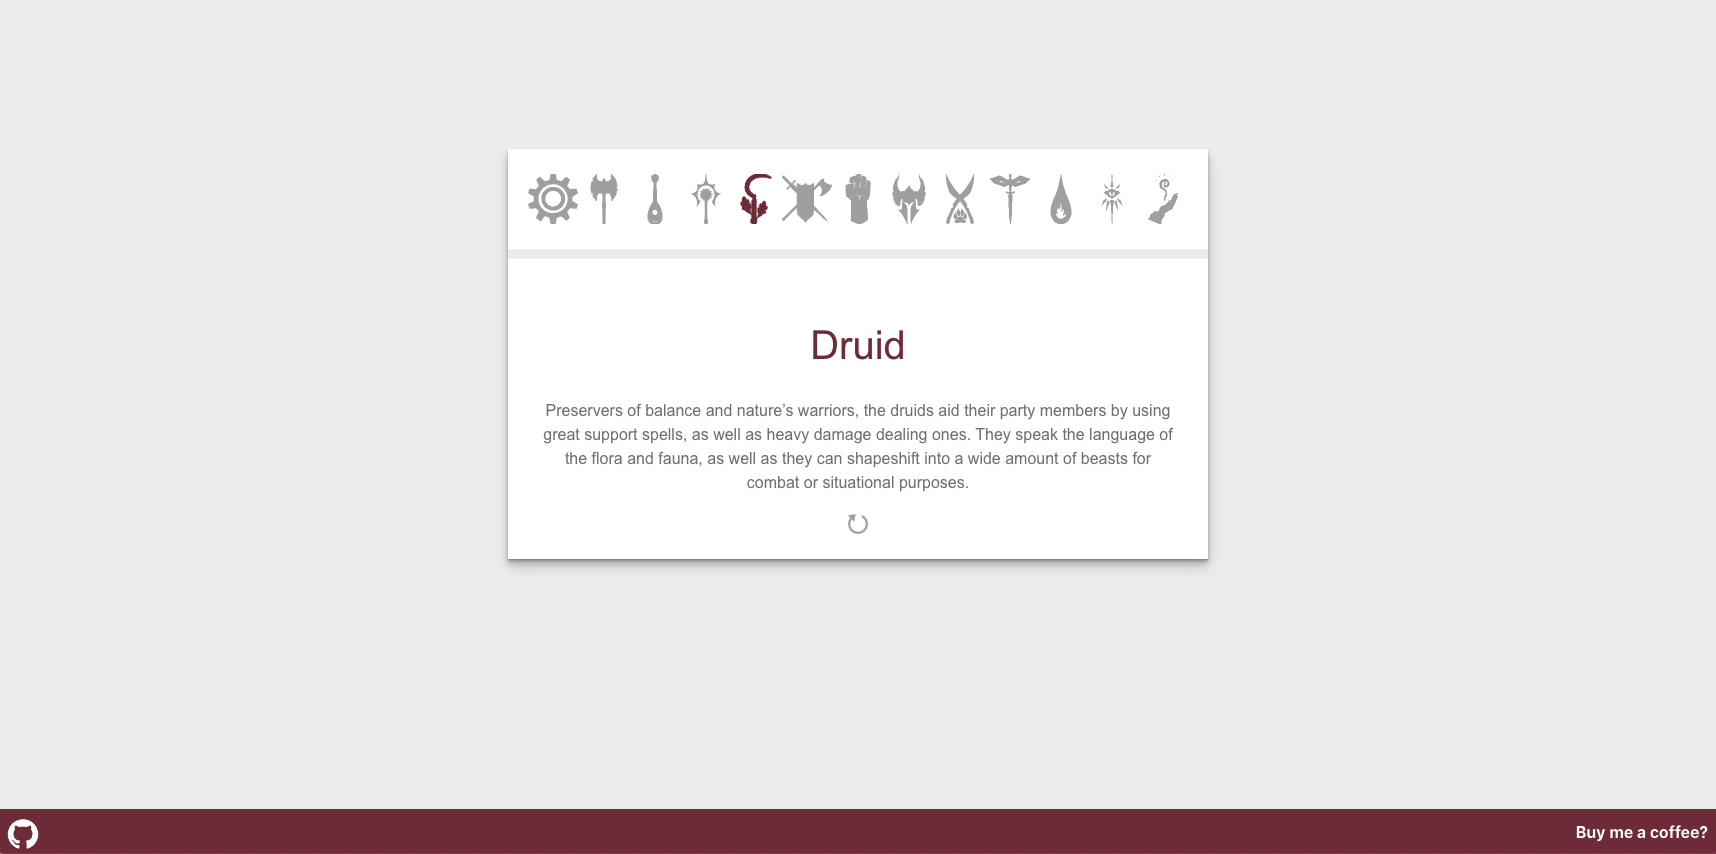 Druid
Preservers of balance and nature’s warriors, the druids aid their party members by using
great support spells, as well as heavy damage dealing ones. They speak the language of
the flora and fauna, as well as they can shapeshift into a wide amount of beasts for
combat or situational purposes.
Buy me a coffee?